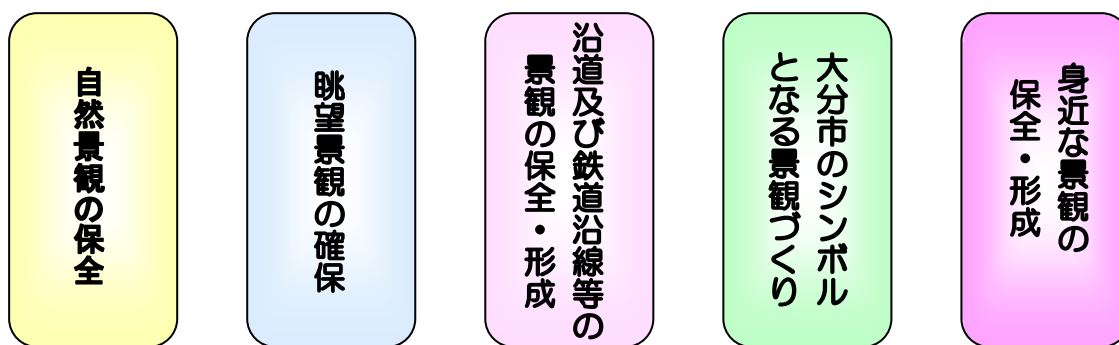 自然景観の保全
眺望景観の確保
沿道及び鉄道沿線等の
景観の保全・形成
大分市のシンボル
となる景観づくり
身近な景観の
保全・形成